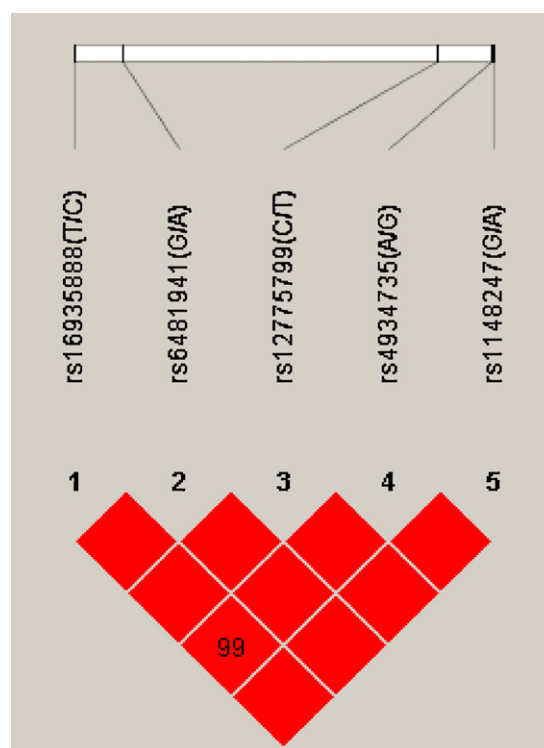 rs16935888(T/C)
rs6481941(G/A)
rs12775799(C/T)
rs4934735(A/G)
rs1148247(G/A)
1 2 3 4 5
99